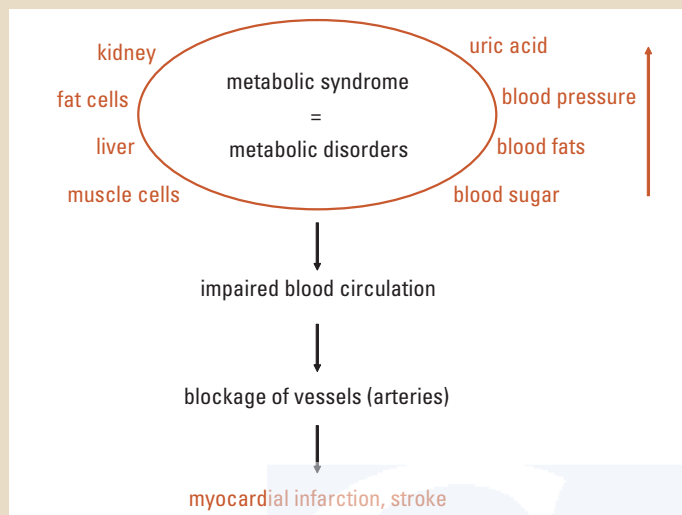 kidney
uric acid
metabolic syndrome
fat cells
blood pressure
=
liver
metabolic disorders
blood fats
muscle cells
blood sugar
impaired blood circulation
blockage of vessels (arteries)
myocardial infarction, stroke